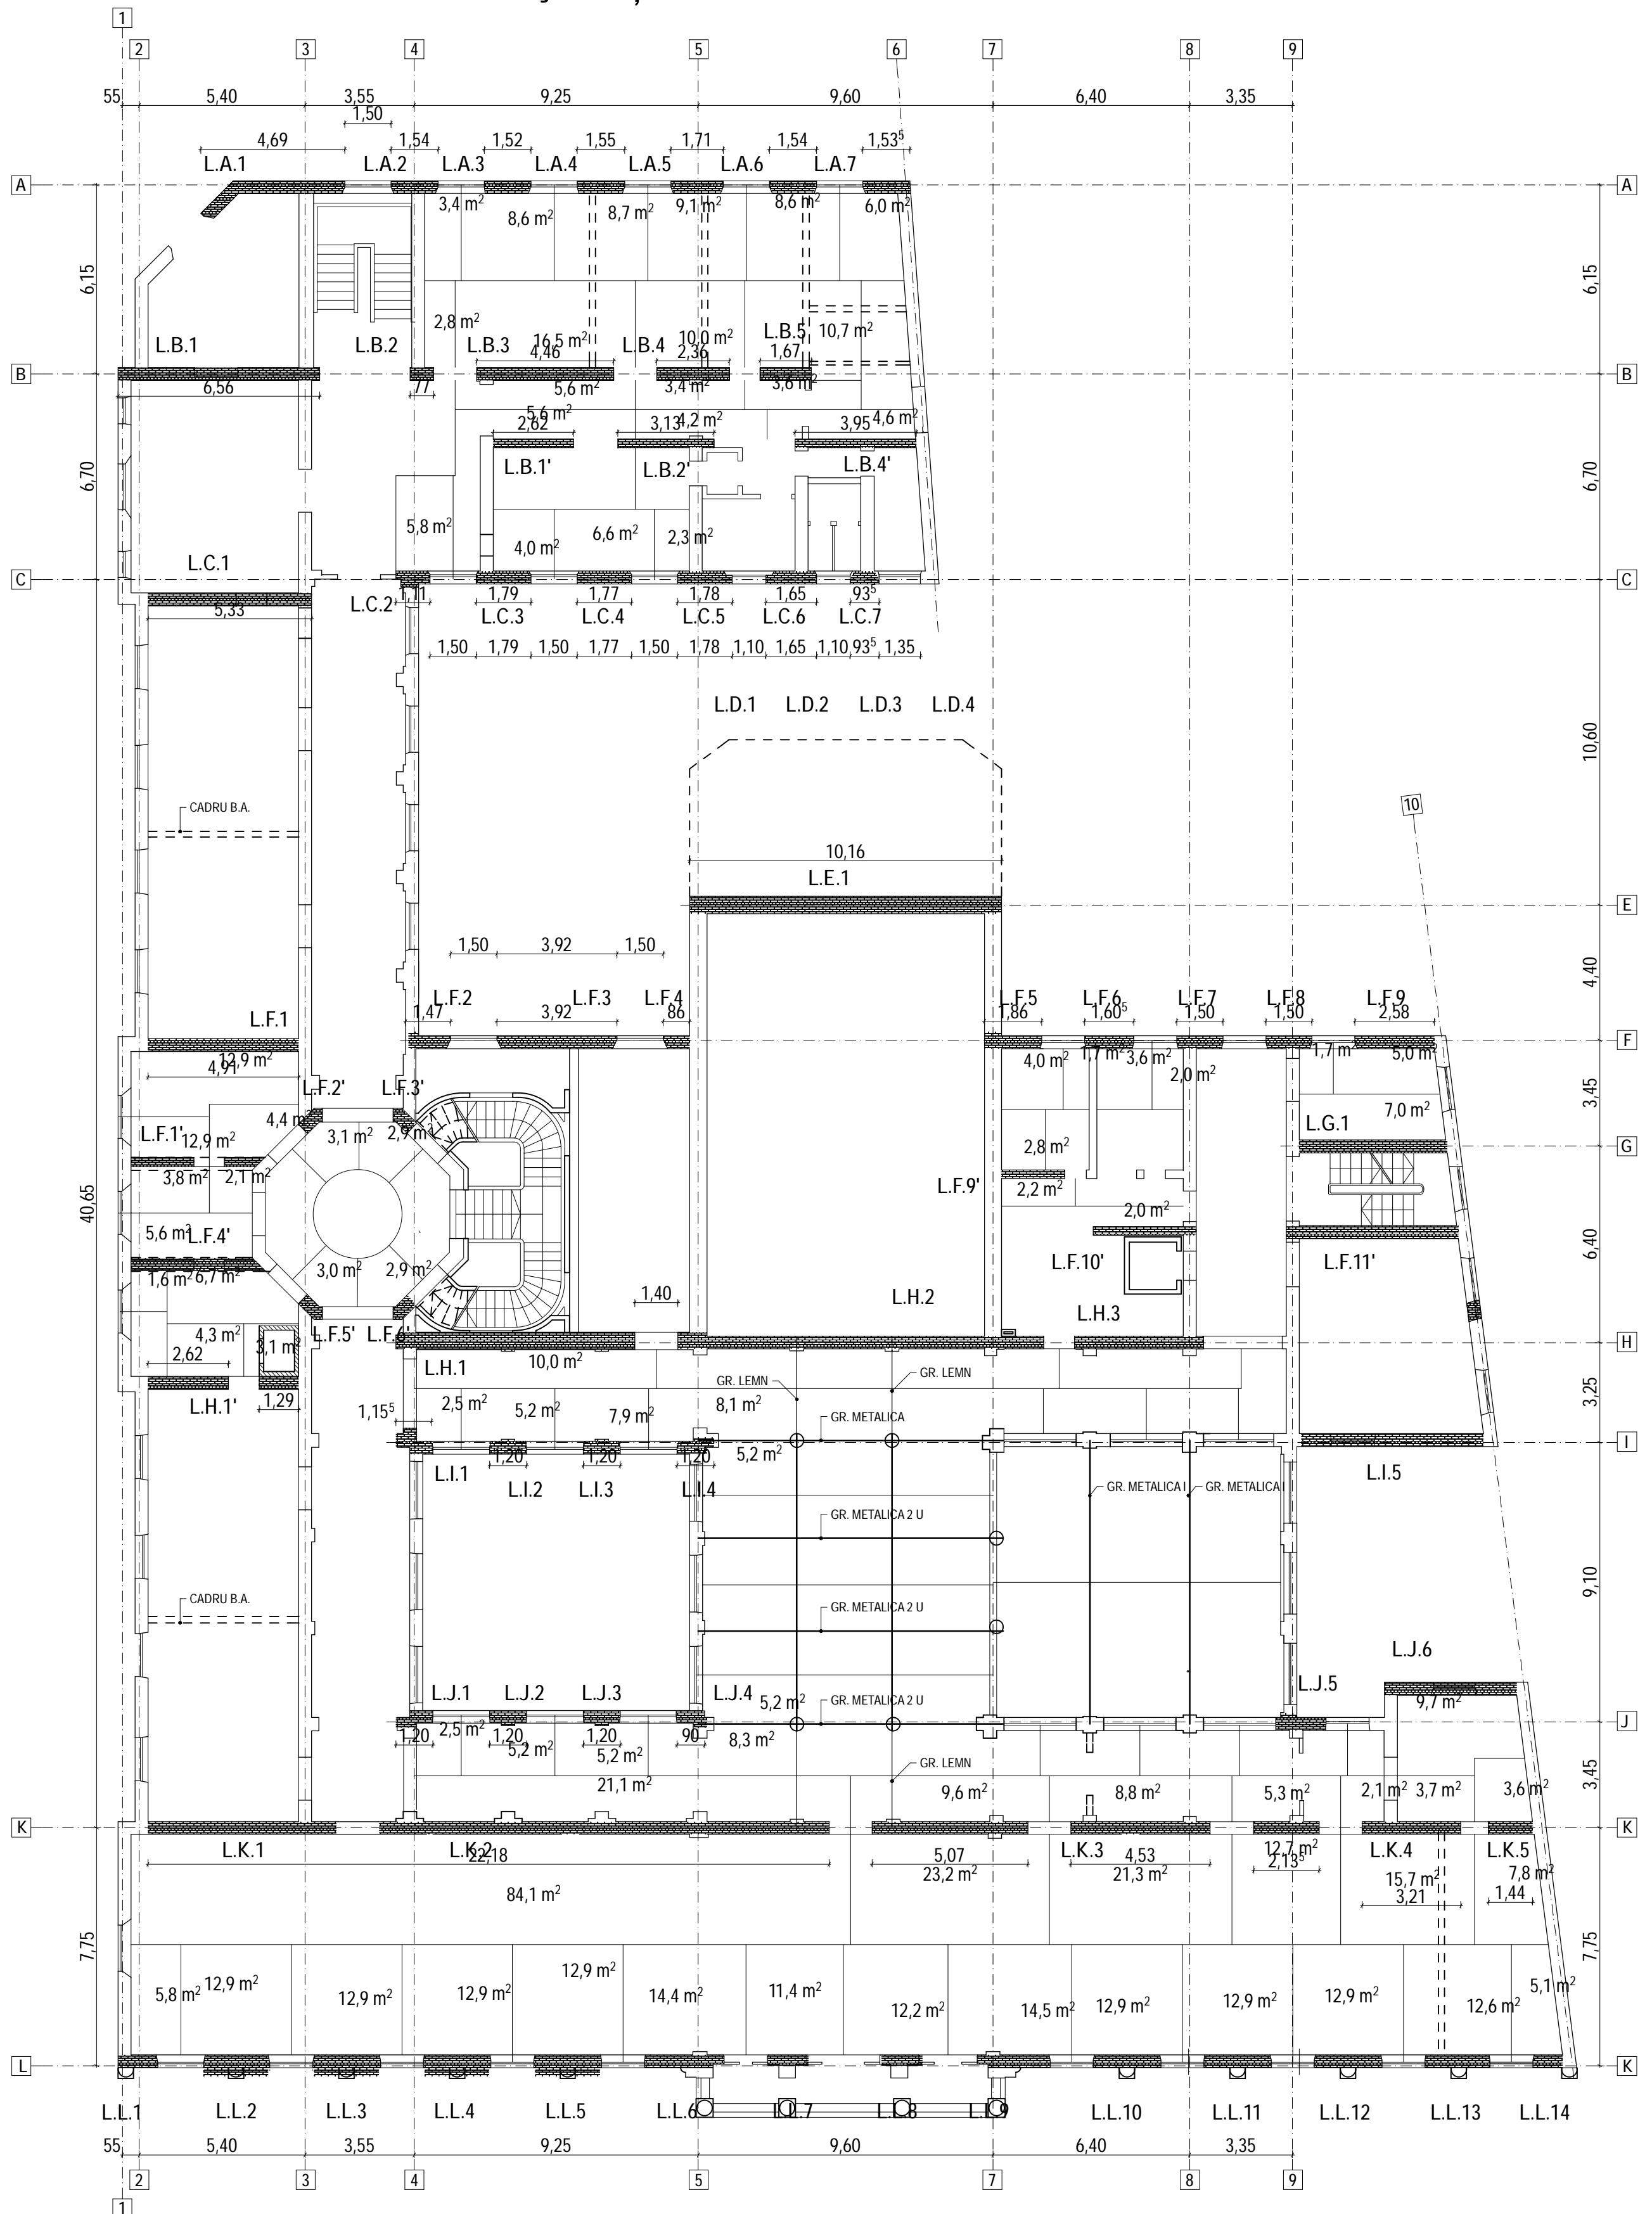 1
2 3 4 5 6 7 8 9
55 5,40 3,55 9,25 9,60 6,40 3,35
1,50
4,69 1,54 1,52 1,55 1,71 1,54 1,53⁵
L.A.1 L.A.2 L.A.3 L.A.4 L.A.5 L.A.6 L.A.7
A A
3,4 m² 8,6 m² 8,7 m² 9,1 m² 8,6 m² 6,0 m²
6,15 6,15
2,8 m² 16,5 m² 10,0 m² 10,7 m²
L.B.1 L.B.2 L.B.3 L.B.4 L.B.5
4,46 2,36 1,67
B B
6,56 77 5,6 m² 3,4 m² 3,6 m²
5,6 m² 4,2 m² 4,6 m²
2,62 3,13 3,95
L.B.1' L.B.2' L.B.4'
6,70 6,70
5,8 m² 4,0 m² 6,6 m² 2,3 m²
L.C.1
C C
5,33 L.C.2 1,11 1,79 1,77 1,78 1,65 93⁵
L.C.3 L.C.4 L.C.5 L.C.6 L.C.7
1,50 1,79 1,50 1,77 1,50 1,78 1,10 1,65 1,10 93⁵ 1,35
L.D.1 L.D.2 L.D.3 L.D.4
10,60
CADRU B.A.
10
10,16
L.E.1
E
1,50 3,92 1,50
4,40
L.F.1 L.F.2 L.F.3 L.F.4 L.F.5 L.F.6 L.F.7 L.F.8 L.F.9
1,47 3,92 86 1,86 1,60⁵ 1,50 1,50 2,58
F
12,9 m² 4,0 m² 1,7 m² 3,6 m² 2,0 m² 1,7 m 5,0 m²
4,91
L.F.2' L.F.3'
3,45
4,4 m² 7,0 m²
L.F.1' 12,9 m² 3,1 m² 2,9 m² 2,8 m² L.G.1
G
3,8 m² 2,1 m² L.F.9' 2,2 m²
40,65
5,6 m² L.F.4' 2,0 m²
6,40
1,6 m² 6,7 m² 3,0 m² 2,9 m² L.F.10' L.F.11'
1,40 L.H.2 L.H.3
4,3 m² 3,1 m² L.F.5' L.F.6'
H
2,62 L.H.1 10,0 m² GR. LEMN GR. LEMN
L.H.1' 1,29 1,15⁵ 2,5 m² 5,2 m² 7,9 m² 8,1 m² GR. METALICA
3,25
I
5,2 m²
1,20 1,20 1,20
L.I.1 L.I.2 L.I.3 L.I.4 L.I.5
GR. METALICA I GR. METALICA I
GR. METALICA 2 U
9,10
CADRU B.A.
GR. METALICA 2 U
L.J.1 L.J.2 L.J.3 L.J.4 L.J.5 L.J.6
5,2 m² GR. METALICA 2 U 9,7 m²
J
1,20 2,5 m² 1,20 1,20 90 8,3 m²
5,2 m² 5,2 m²
GR. LEMN
3,45
21,1 m² 9,6 m² 8,8 m² 5,3 m² 2,1 m² 3,7 m² 3,6 m²
K K
L.K.1 L.K.2 L.K.3 L.K.4 L.K.5
22,18 5,07 4,53 12,7 m² 2,13⁵
23,2 m² 21,3 m² 15,7 m² 7,8 m²
84,1 m² 3,21 1,44
7,75 7,75
5,8 m² 12,9 m² 12,9 m² 12,9 m² 12,9 m² 14,4 m² 11,4 m² 12,2 m² 14,5 m² 12,9 m² 12,9 m² 12,9 m² 12,6 m² 5,1 m²
L K
L.L.1 L.L.2 L.L.3 L.L.4 L.L.5 L.L.6 L.L.7 L.L.8 L.L.9 L.L.10 L.L.11 L.L.12 L.L.13 L.L.14
55 5,40 3,55 9,25 9,60 6,40 3,35
2 3 4 5 7 8 9
1